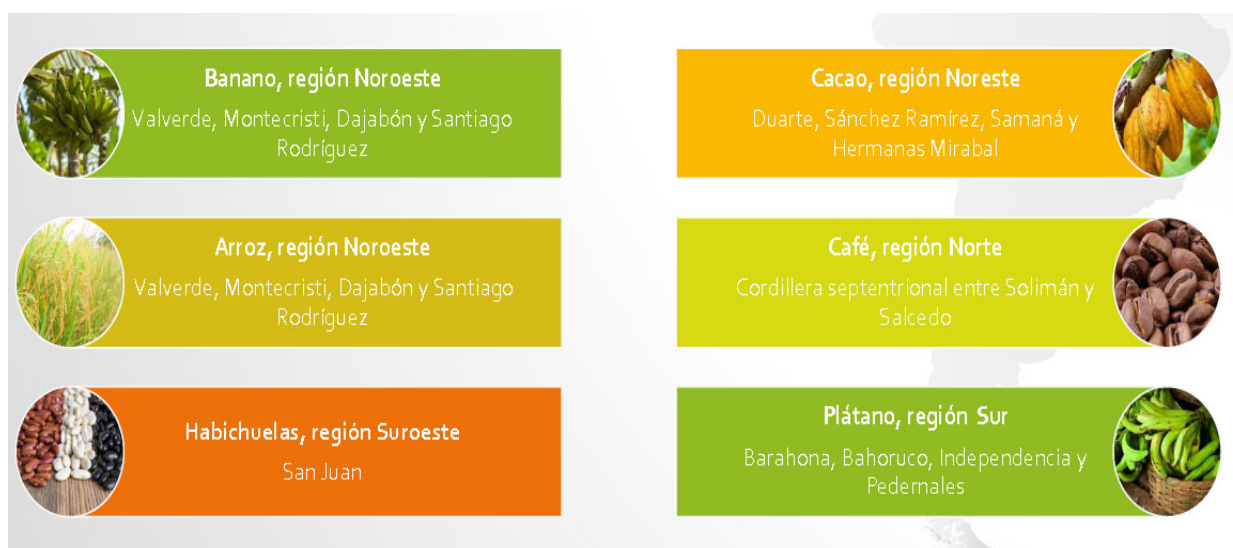 Banano, región Noroeste
Valverde, Montecristi, Dajabón y Santiago
Rodríguez
Arroz, región Noroeste
Valverde, Montecristi, Dajabón y Santiago
Rodríguez
Habichuelas, región Suroeste
San Juan
Cacao, región Noreste
Duarte, Sánchez Ramírez, Samaná y
Hermanas Mirabal
Café, región Norte
Cordillera septentrional entre Solimán y
Salcedo
Plátano, región Sur
Barahona, Bahoruco, Independencia y
Pedernales